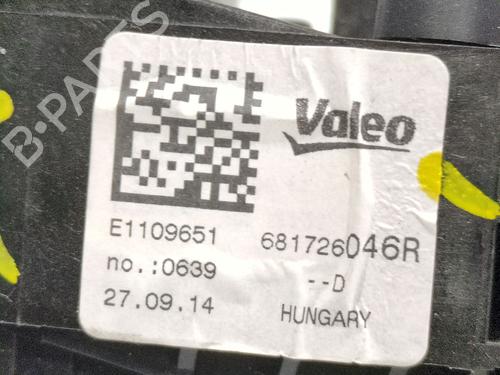 B-PARTS
Valeo
E1109651 681726046R
no.:0639 --D
27.09.14 HUNGARY